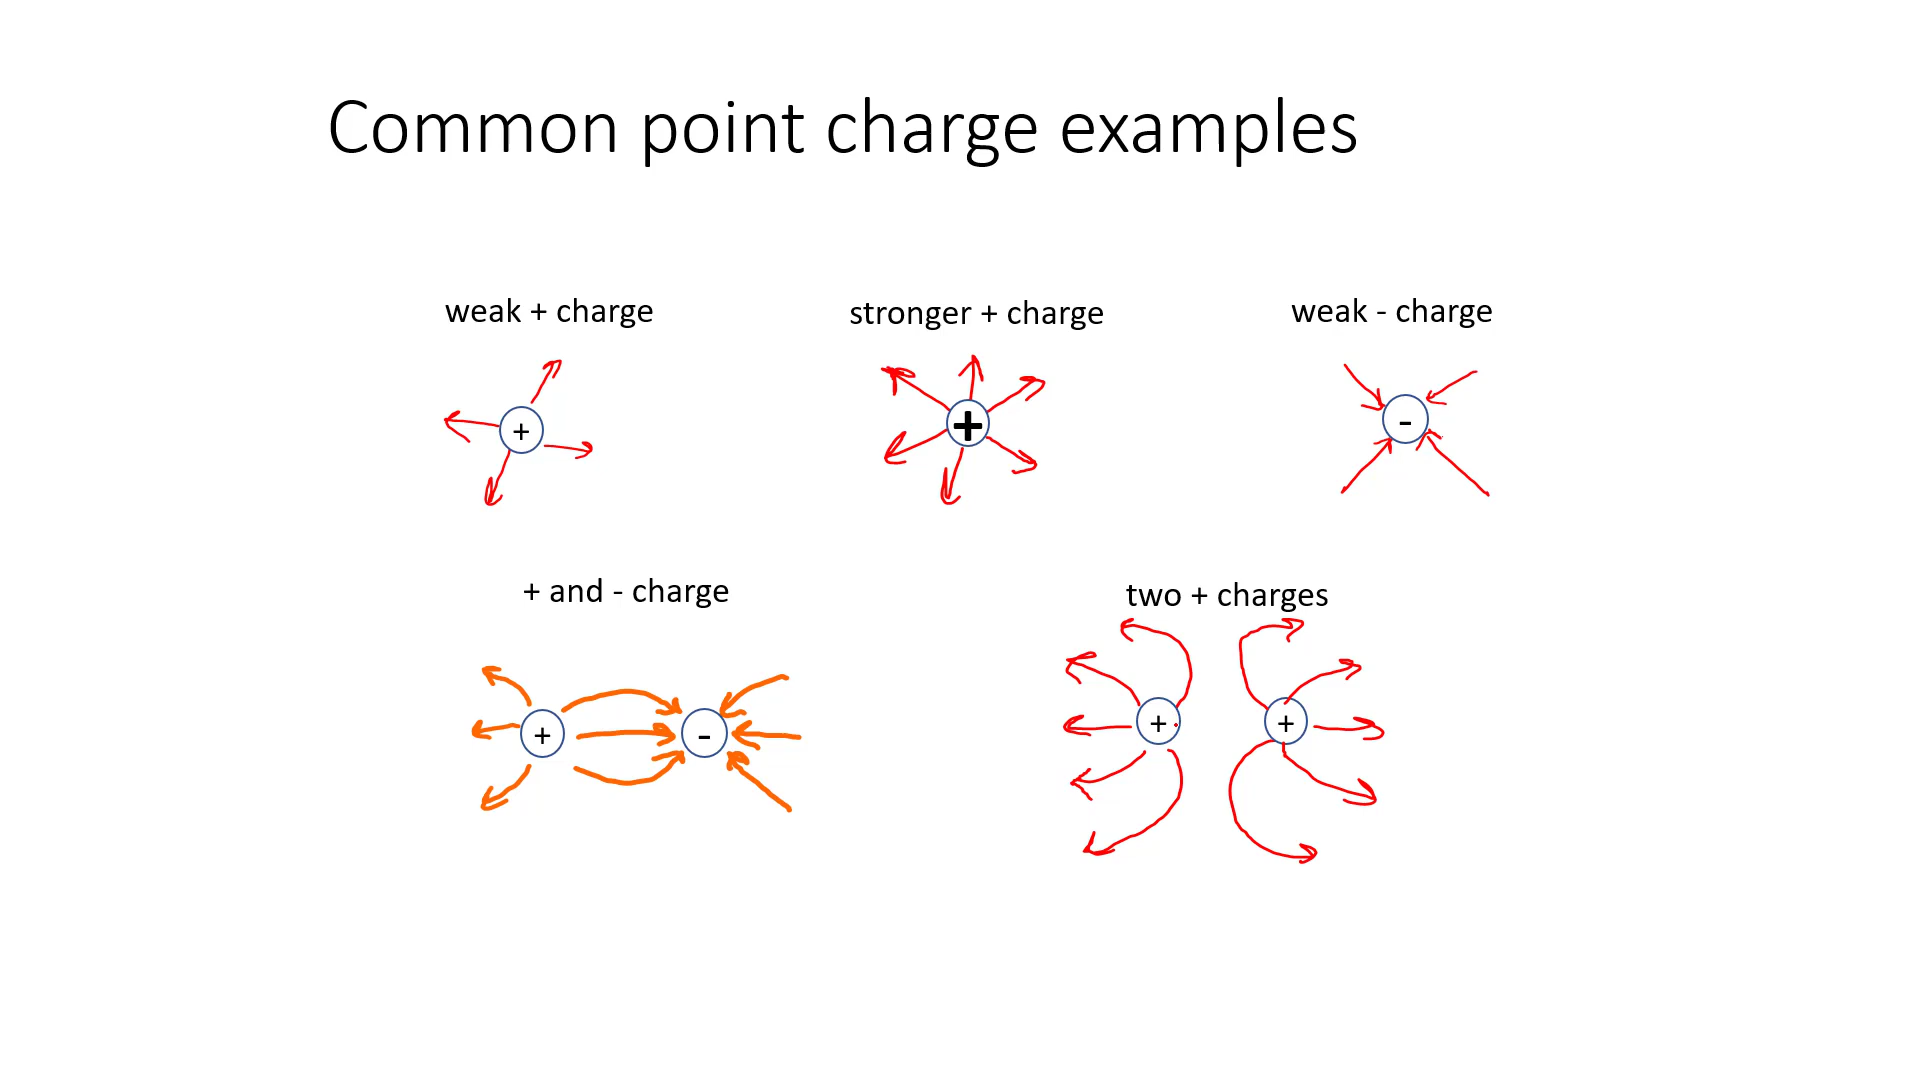 Common point charge examples
weak + charge
stronger + charge
weak - charge
+
+
-
+ and - charge
two + charges
+
-
+
+